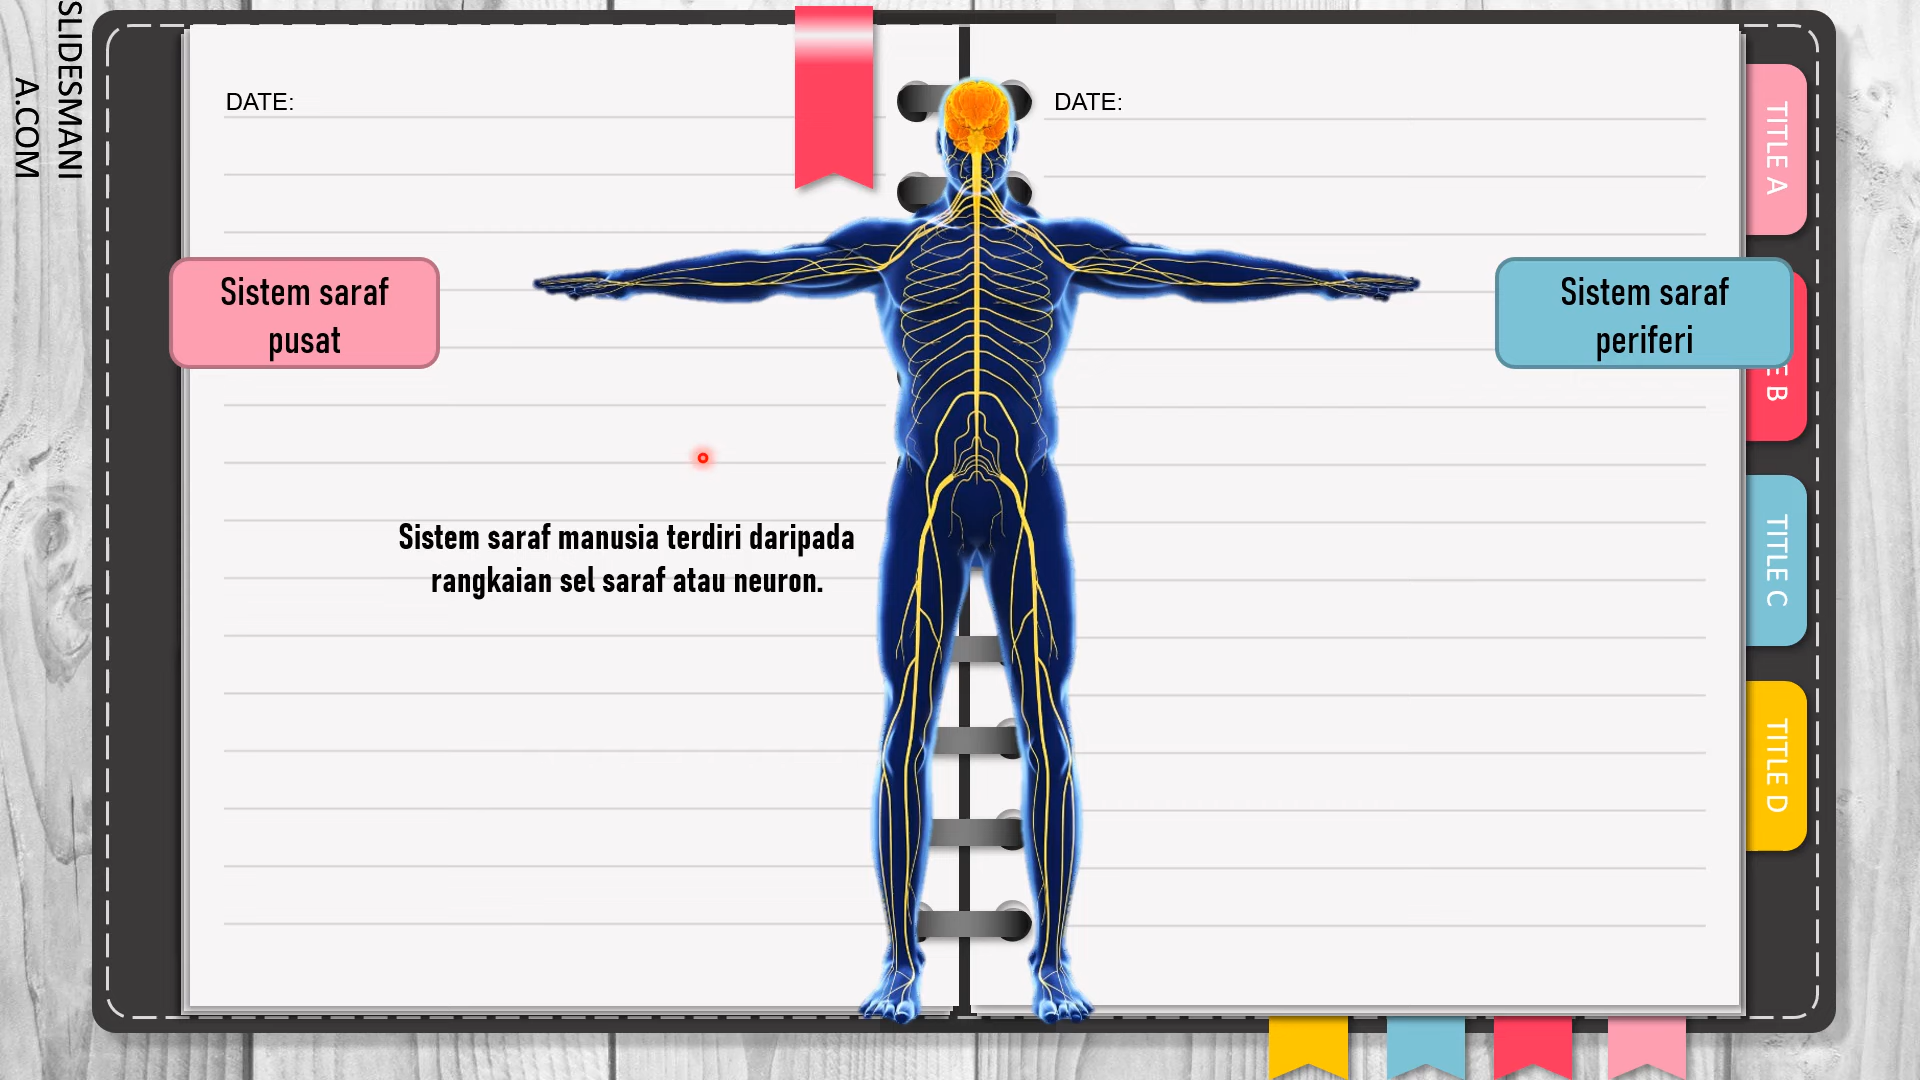 SLIDESMANI
A.COM
DATE:
DATE:
Sistem saraf
pusat
Sistem saraf
periferi
Sistem saraf manusia terdiri daripada
rangkaian sel saraf atau neuron.
TITLE A
E B
TITLE C
TITLE D